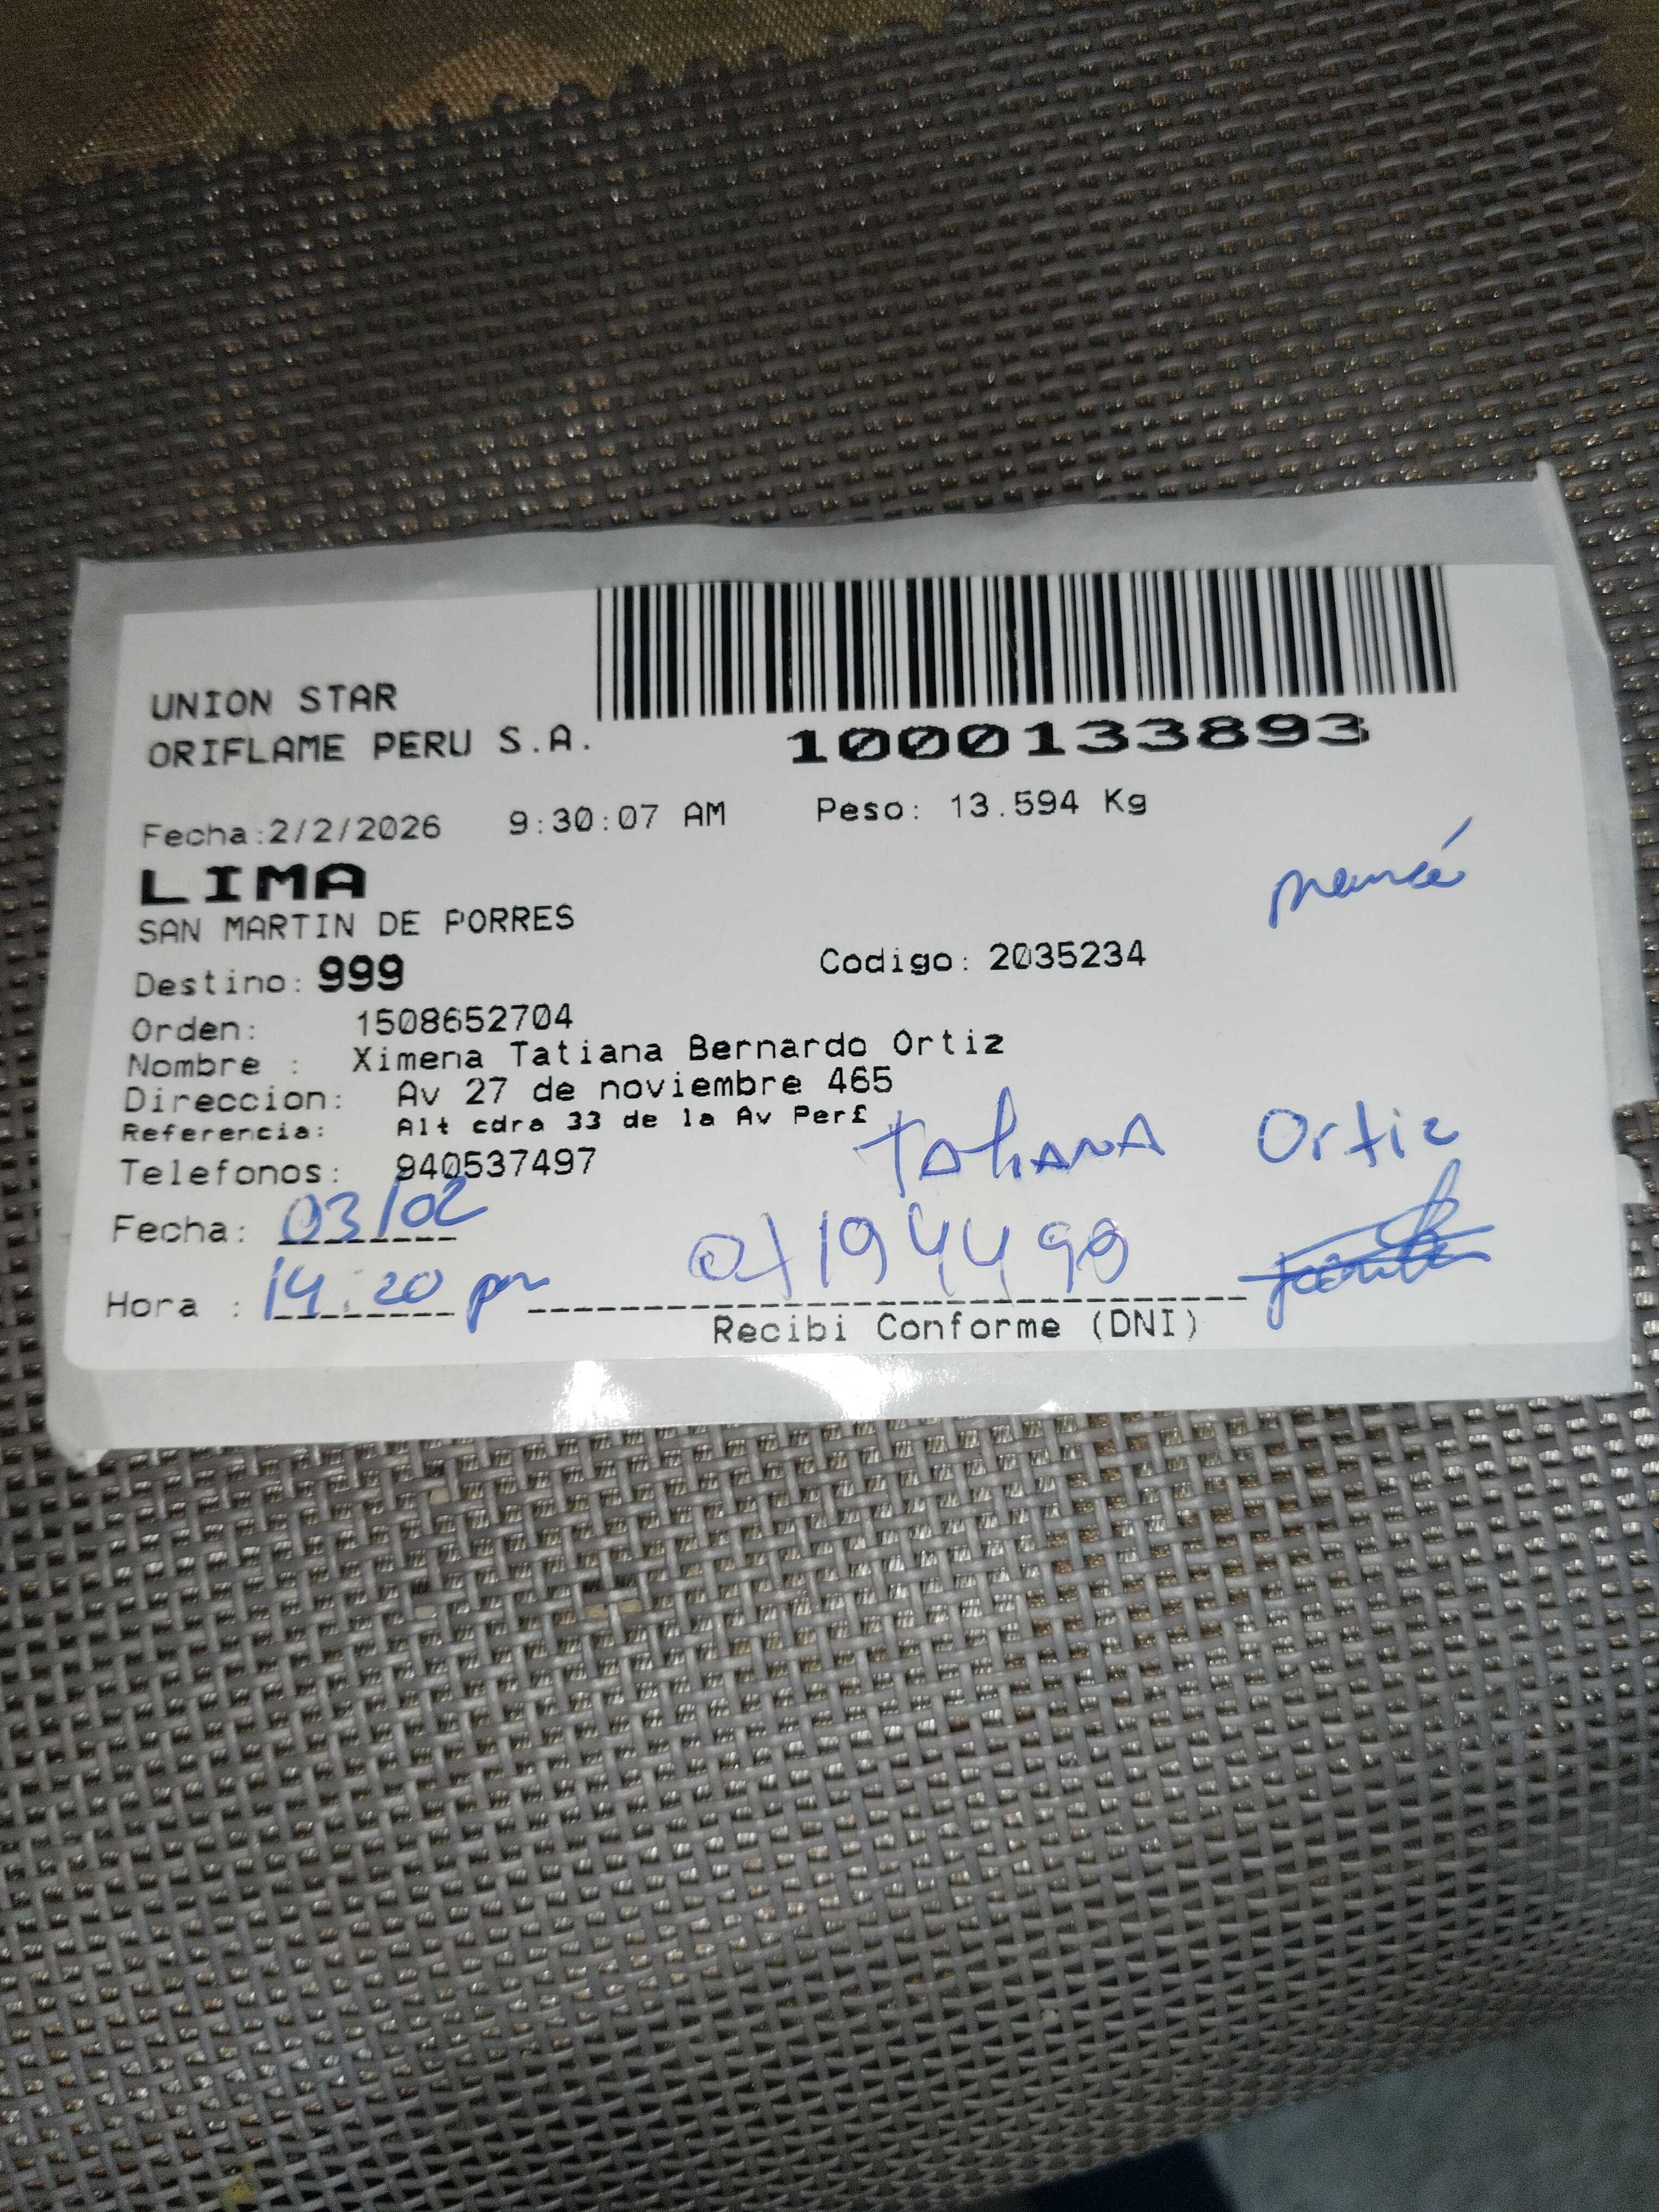 UNION STAR
ORIFLAME PERU S.A.
1000133893
Fecha:2/2/2026 9:30:07 AM Peso: 13.594 Kg
LIMA
SAN MARTIN DE PORRES
Destino: 999 Codigo: 2035234
Orden: 1508652704
Nombre : Ximena Tatiana Bernardo Ortiz
Direccion: Av 27 de noviembre 465
Referencia: Alt cdra 33 de la Av Perf
Telefonos: 940537497
Tatiana Ortiz
Fecha: 03/02
Hora : 14:20 pm
Recibi Conforme (DNI)